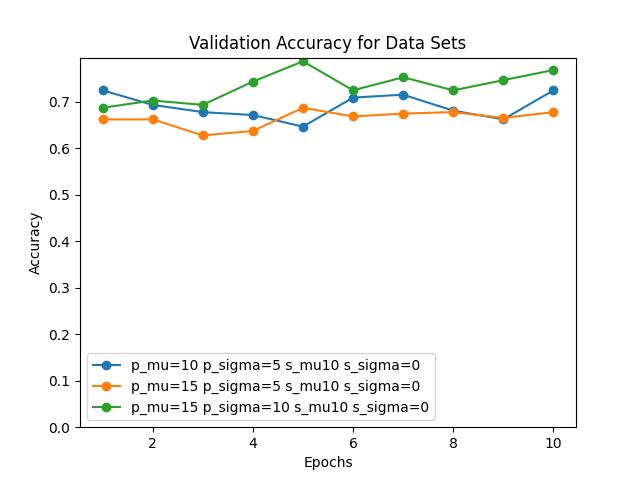 Validation Accuracy for Data Sets
Accuracy
0.7
0.6
0.5
0.4
0.3
0.2
0.1
0.0
p_mu=10 p_sigma=5 s_mu10 s_sigma=0
p_mu=15 p_sigma=5 s_mu10 s_sigma=0
p_mu=15 p_sigma=10 s_mu10 s_sigma=0
2 4 6 8 10
Epochs